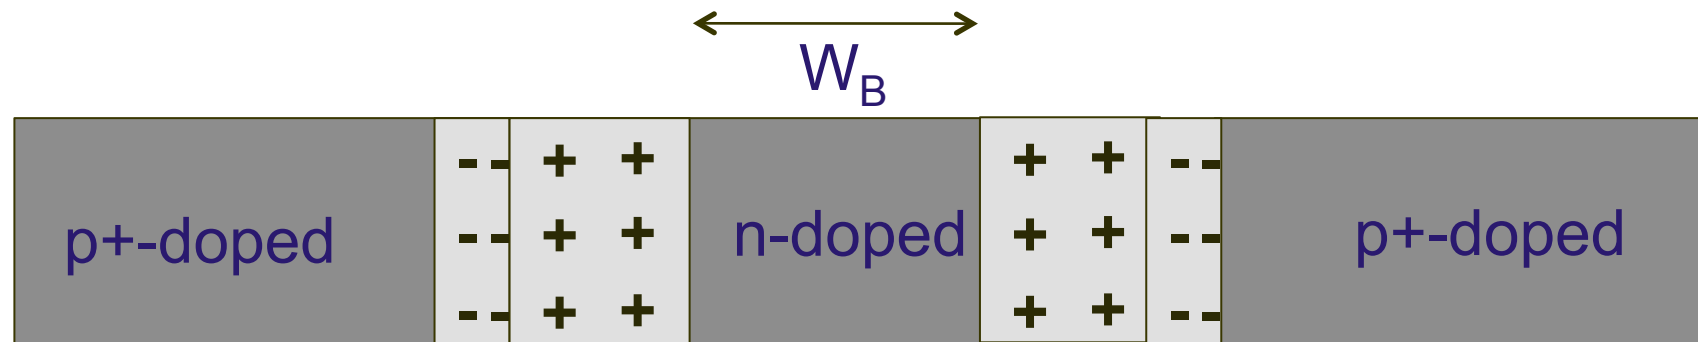 W_B
- - + + + + - -
p+-doped - - + + n-doped + + - - p+-doped
- - + + + + - -